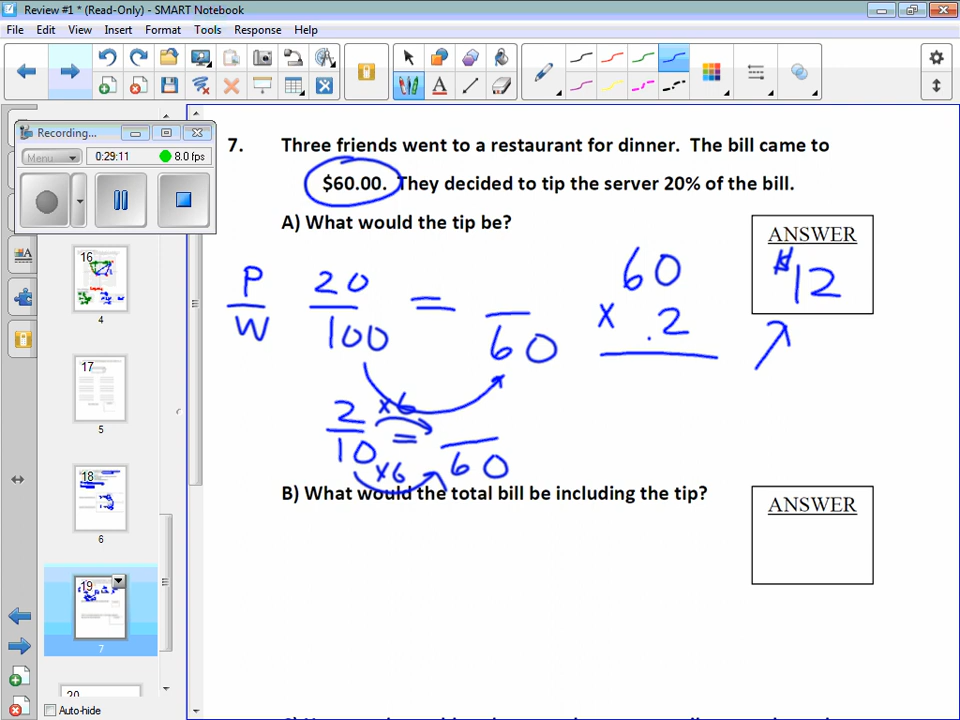 Review #1 * (Read-Only) - SMART Notebook
File Edit View Insert Format Tools Response Help
Recording...
Menu 0:29:11 8.0 fps
16
4
17
5
18
6
19
7
20
Auto-hide
7. Three friends went to a restaurant for dinner. The bill came to
$60.00. They decided to tip the server 20% of the bill.
A) What would the tip be?
ANSWER
$12
P 20 60
= 
W 100 60 x .2
2 x6
=
10 x6 60
B) What would the total bill be including the tip?
ANSWER